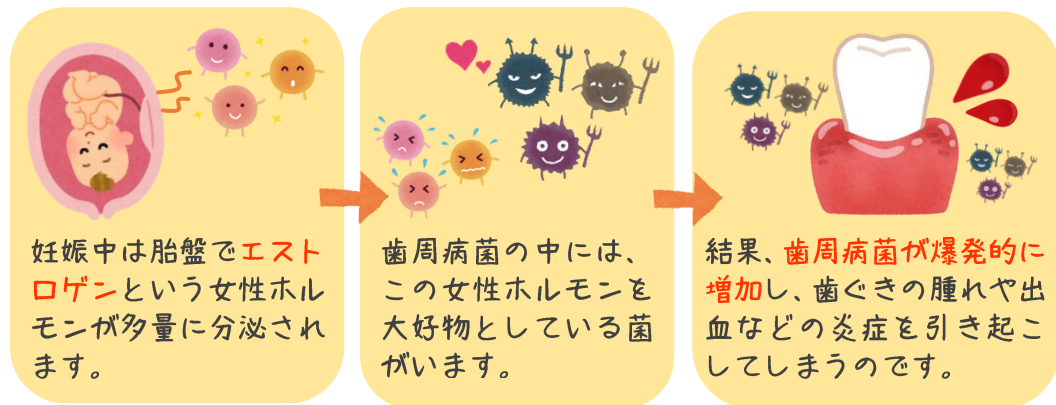 妊娠中は胎盤でエスト
ロゲンという女性ホル
モンが多量に分泌され
ます。
歯周病菌の中には、
この女性ホルモンを
大好物としている菌
がいます。
結果、歯周病菌が爆発的に
増加し、歯ぐきの腫れや出
血などの炎症を引き起こ
してしまうのです。